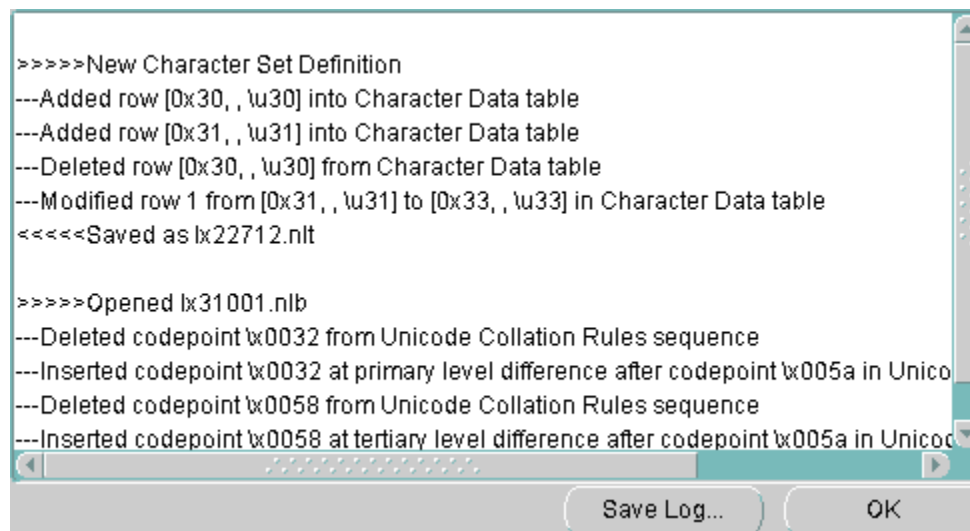 >>>>>New Character Set Definition
---Added row [0x30, , \u30] into Character Data table
---Added row [0x31, , \u31] into Character Data table
---Deleted row [0x30, , \u30] from Character Data table
---Modified row 1 from [0x31, , \u31] to [0x33, , \u33] in Character Data table
<<<<<Saved as lx22712.nlt
>>>>>Opened lx31001.nlb
---Deleted codepoint \x0032 from Unicode Collation Rules sequence
---Inserted codepoint \x0032 at primary level difference after codepoint \x005a in Unico
---Deleted codepoint \x0058 from Unicode Collation Rules sequence
---Inserted codepoint \x0058 at tertiary level difference after codepoint \x005a in Unicod
Save Log...
OK